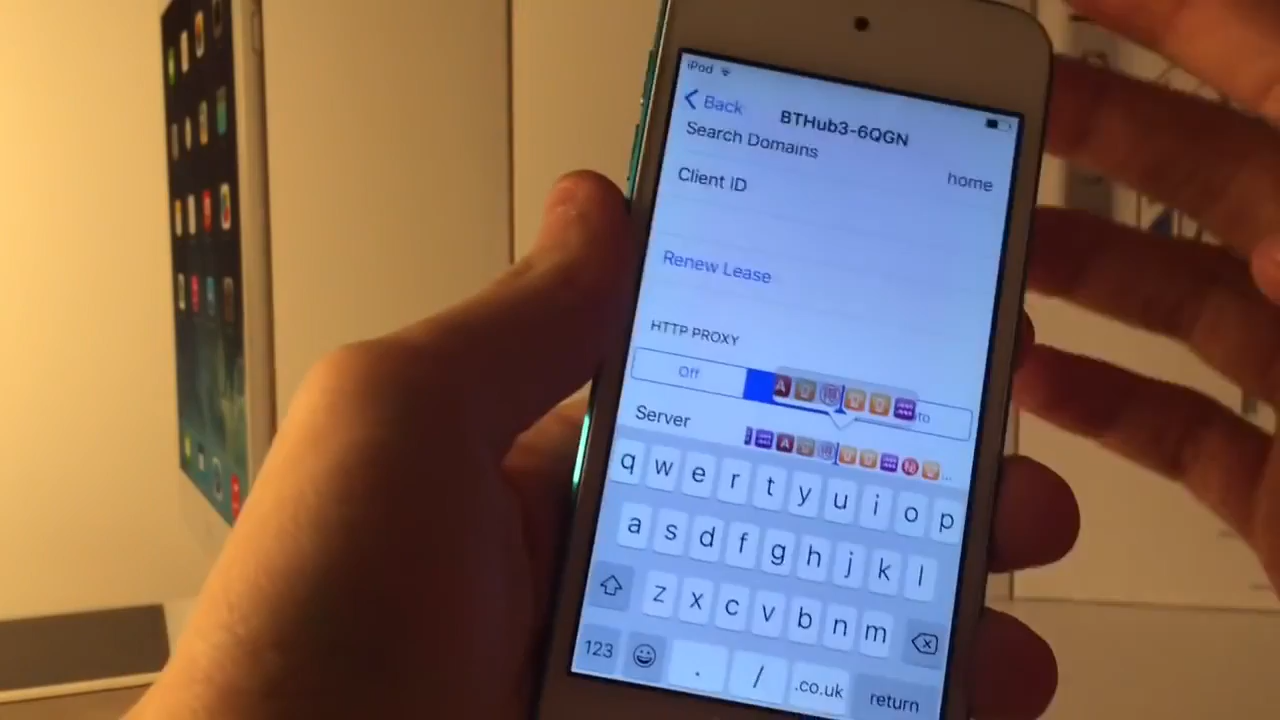 iPod
Back
BTHub3-6QGN
Search Domains
home
Client ID
Renew Lease
HTTP PROXY
Off
to
Server
q w e r t y u i o p
a s d f g h j k l
z x c v b n m
123 . / .co.uk return